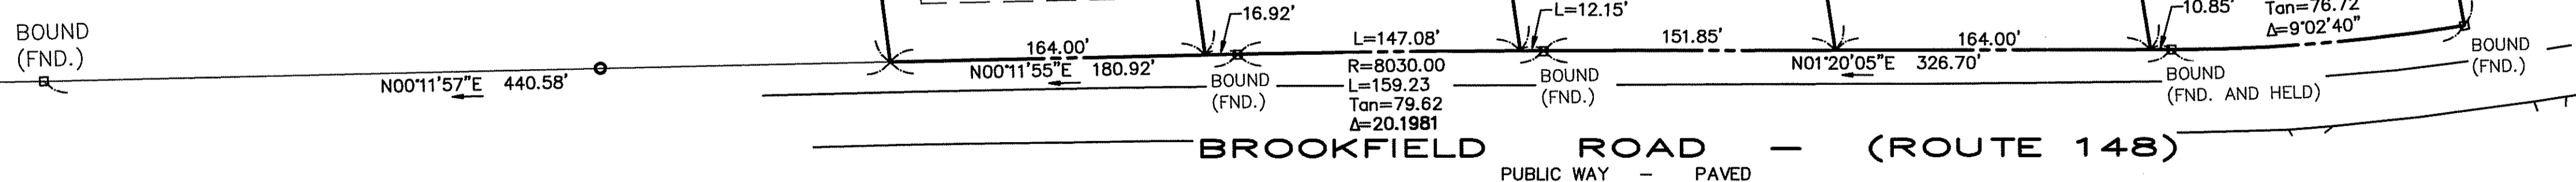 BOUND
(FND.)
N00°11'57"E 440.58'
164.00'
N00°11'55"E 180.92'
16.92'
BOUND
(FND.)
L=147.08'
R=8030.00
L=159.23
Tan=79.62
Δ=20.1981
L=12.15'
BOUND
(FND.)
151.85'
N01°20'05"E 326.70'
164.00'
10.85'
BOUND
(FND. AND HELD)
Tan=76.72
Δ=9°02'40"
BOUND
(FND.)
BROOKFIELD ROAD — (ROUTE 148)
PUBLIC WAY — PAVED